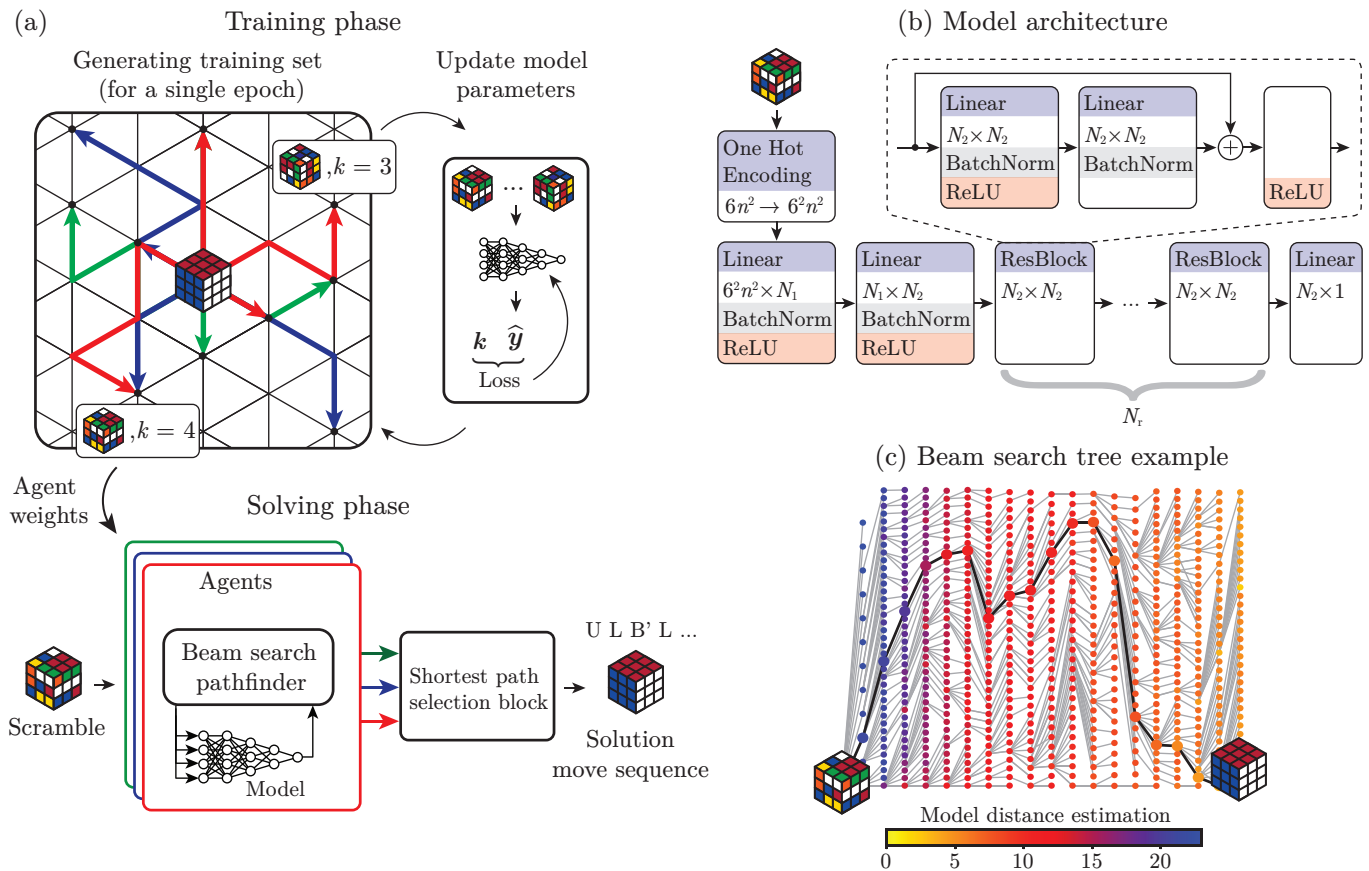 (a)
Training phase
Generating training set
(for a single epoch)
Update model
parameters
, k = 3
...
k ŷ
Loss
, k = 4
Agent
weights
Solving phase
Agents
Beam search
pathfinder
Model
Scramble
Shortest path
selection block
U L B' L ...
Solution
move sequence
(b) Model architecture
Linear
N₂×N₂
BatchNorm
ReLU
Linear
N₂×N₂
BatchNorm
+
ReLU
One Hot
Encoding
6n² → 6²n²
Linear
6²n²×N₁
BatchNorm
ReLU
Linear
N₁×N₂
BatchNorm
ReLU
ResBlock
N₂×N₂
...
ResBlock
N₂×N₂
Linear
N₂×1
Nᵣ
(c) Beam search tree example
Model distance estimation
0 5 10 15 20